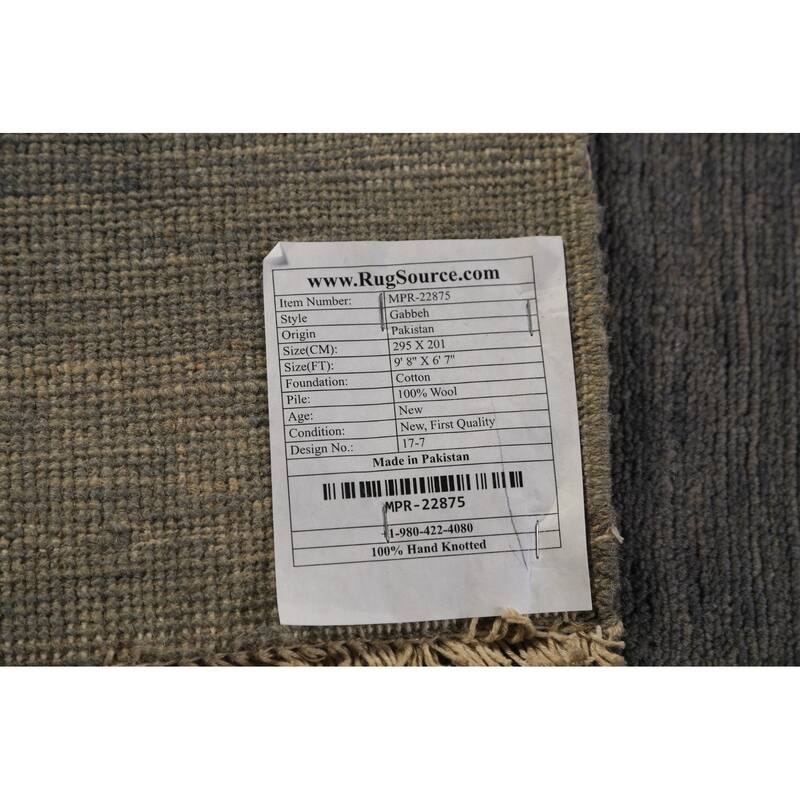 www.RugSource.com
Item Number: MPR-22875
Style Gabbeh
Origin Pakistan
Size(CM): 295 X 201
Size(FT): 9' 8" X 6' 7"
Foundation: Cotton
Pile: 100% Wool
Age: New
Condition: New, First Quality
Design No.: 17-7
Made in Pakistan
MPR-22875
+1-980-422-4080
100% Hand Knotted